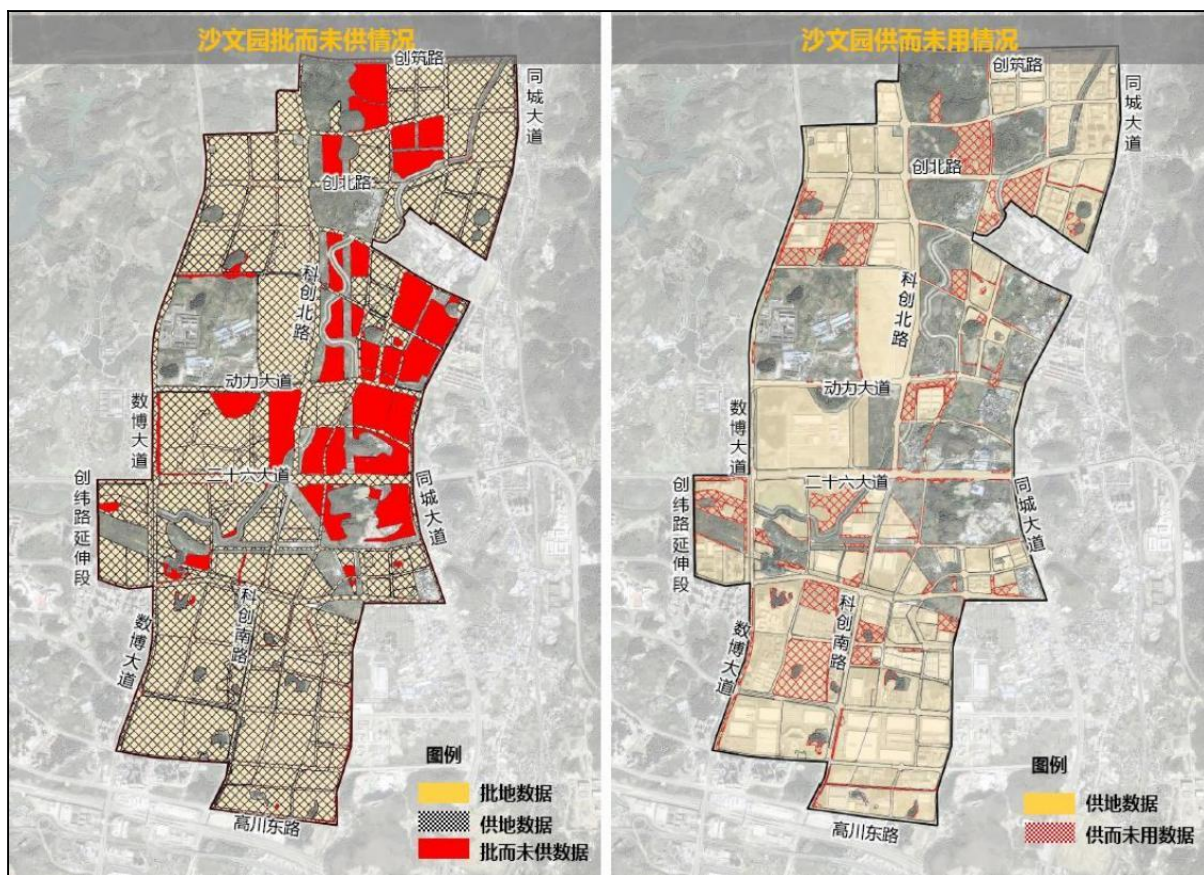 沙文园批而未供情况
创筑路
同城大道
创北路
科创北路
动力大道
数博大道
二十六大道
创纬路延伸段
同城大道
科创南路
数博大道
高川东路
图例
批地数据
供地数据
批而未供数据
沙文园供而未用情况
创筑路
同城大道
创北路
科创北路
动力大道
数博大道
二十六大道
创纬路延伸段
同城大道
科创南路
数博大道
高川东路
图例
供地数据
供而未用数据